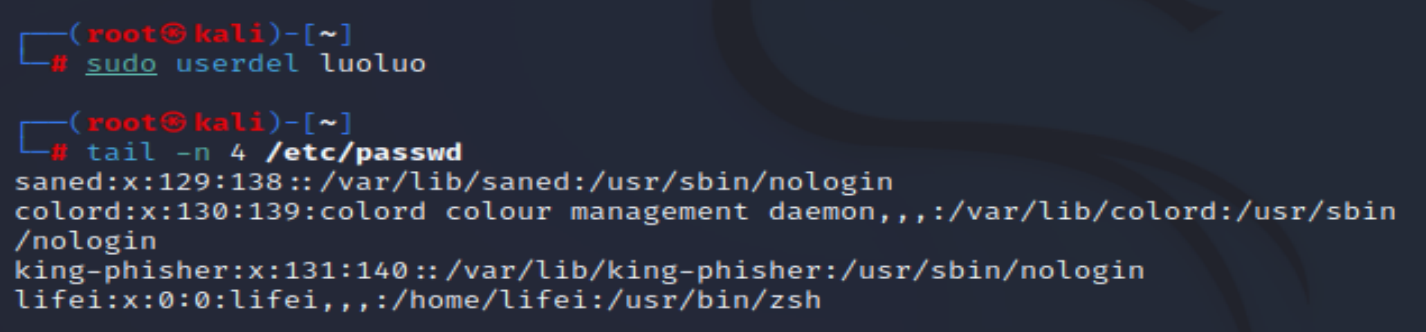 ┌──(root㉿kali)-[~]
└─# sudo userdel luoluo
┌──(root㉿kali)-[~]
└─# tail -n 4 /etc/passwd
saned:x:129:138::/var/lib/saned:/usr/sbin/nologin
colord:x:130:139:colord colour management daemon,,,:/var/lib/colord:/usr/sbin
/nologin
king-phisher:x:131:140::/var/lib/king-phisher:/usr/sbin/nologin
lifei:x:0:0:lifei,,,:/home/lifei:/usr/bin/zsh